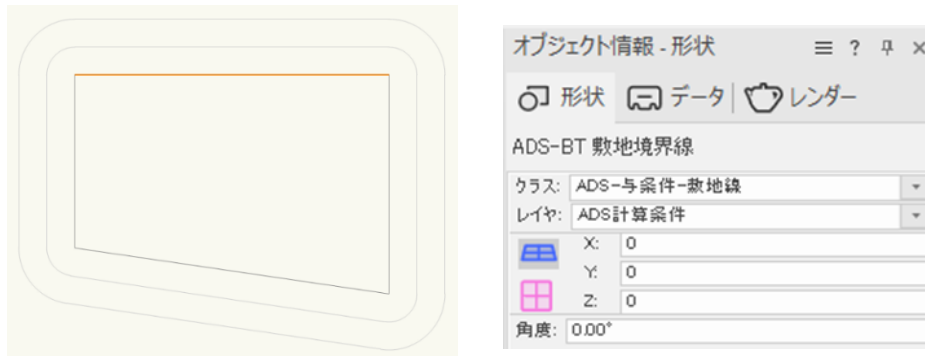 オブジェクト情報 - 形状
形状 データ レンダー
ADS-BT 敷地境界線
クラス: ADS-与条件-敷地線
レイヤ: ADS計算条件
X: 0
Y: 0
Z: 0
角度: 0.00°